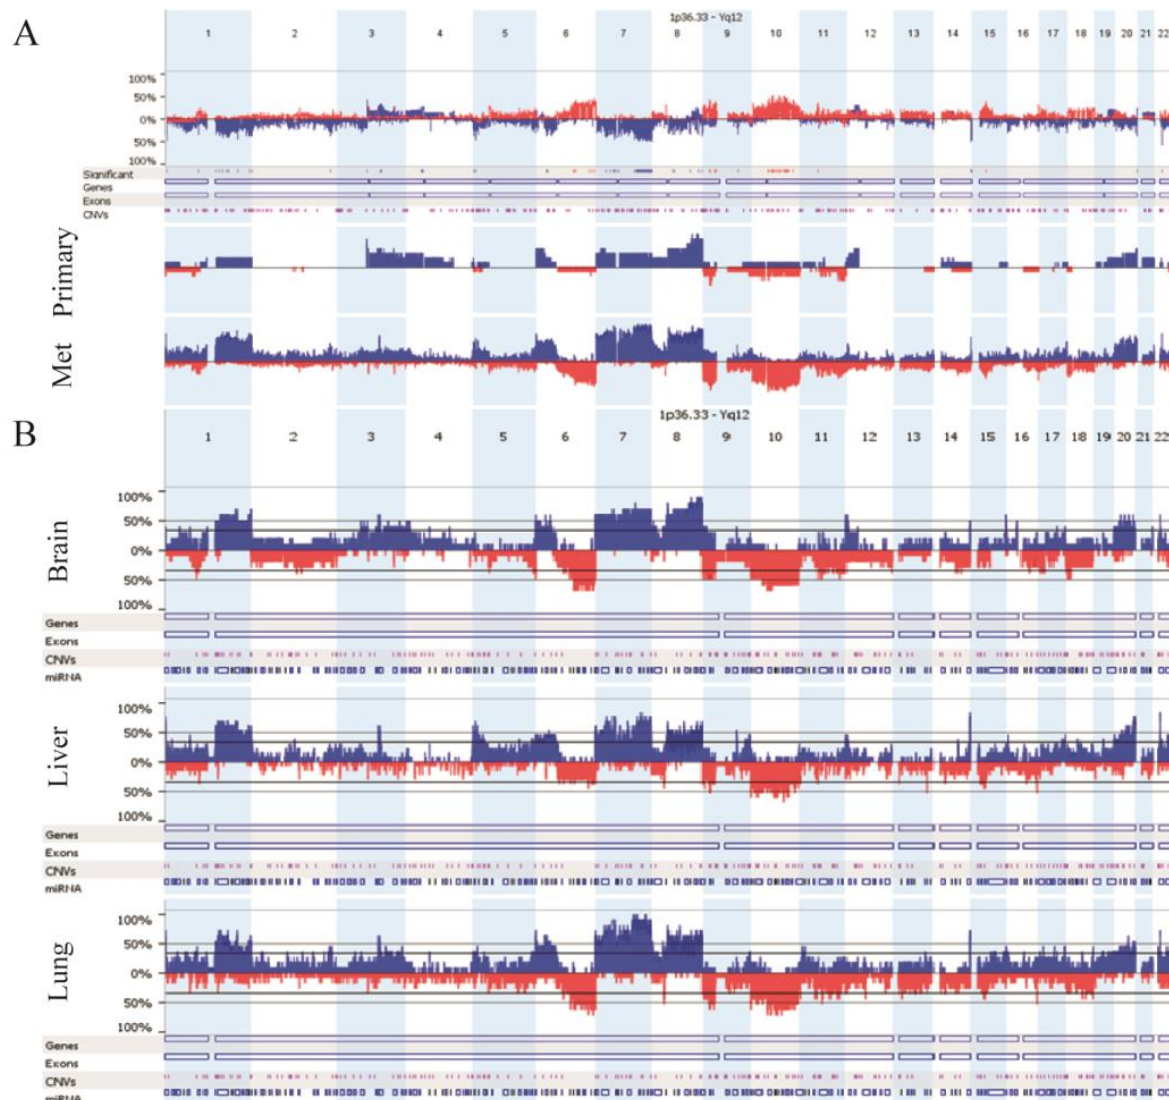 A
1p36.33 - Yq12
1 2 3 4 5 6 7 8 9 10 11 12 13 14 15 16 17 18 19 20 21 22
100%
50%
0%
50%
100%
Significant
Genes
Exons
CNVs
Primary
Met
B
1p36.33 - Yq12
1 2 3 4 5 6 7 8 9 10 11 12 13 14 15 16 17 18 19 20 21 22
Brain
100%
50%
0%
50%
100%
Genes
Exons
CNVs
miRNA
Liver
100%
50%
0%
50%
100%
Genes
Exons
CNVs
miRNA
Lung
100%
50%
0%
50%
100%
Genes
Exons
CNVs
miRNA